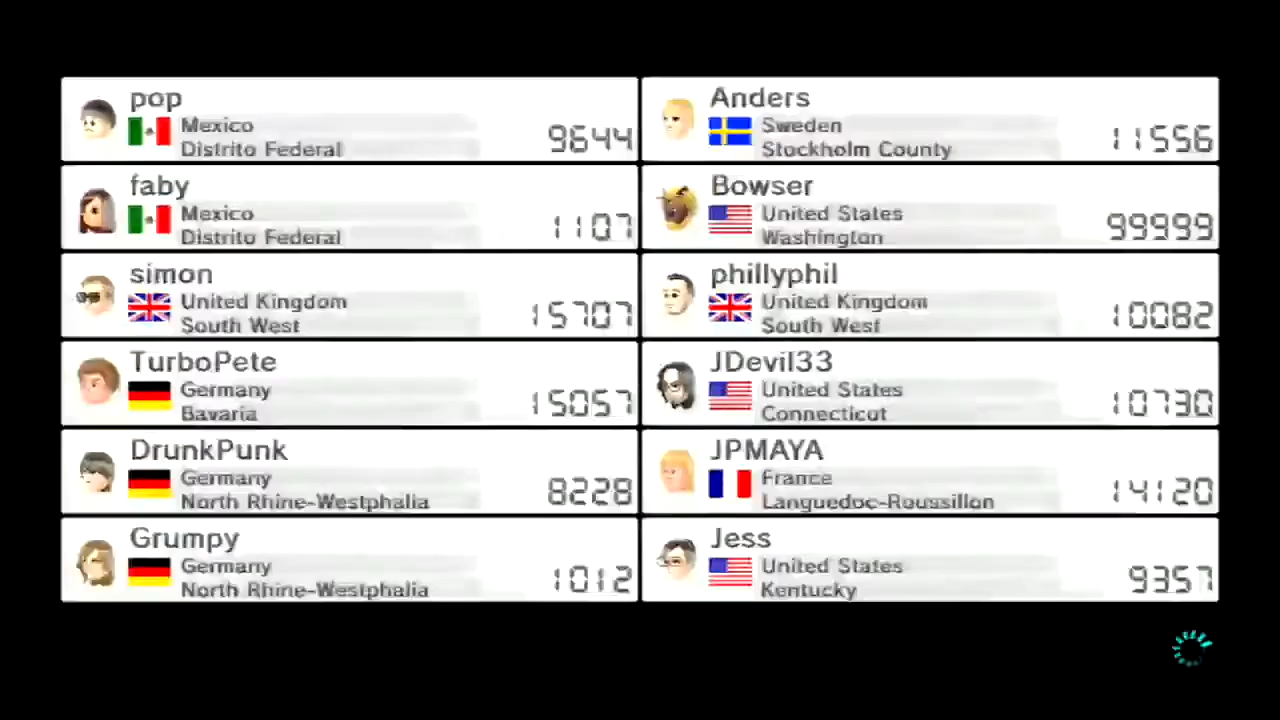 pop
Mexico
Distrito Federal
9644
Anders
Sweden
Stockholm County
11556
faby
Mexico
Distrito Federal
1107
Bowser
United States
Washington
99999
simon
United Kingdom
South West
15707
phillyphil
United Kingdom
South West
10082
TurboPete
Germany
Bavaria
15057
JDevil33
United States
Connecticut
10730
DrunkPunk
Germany
North Rhine-Westphalia
8228
JPMAYA
France
Languedoc-Roussillon
14120
Grumpy
Germany
North Rhine-Westphalia
1012
Jess
United States
Kentucky
9357